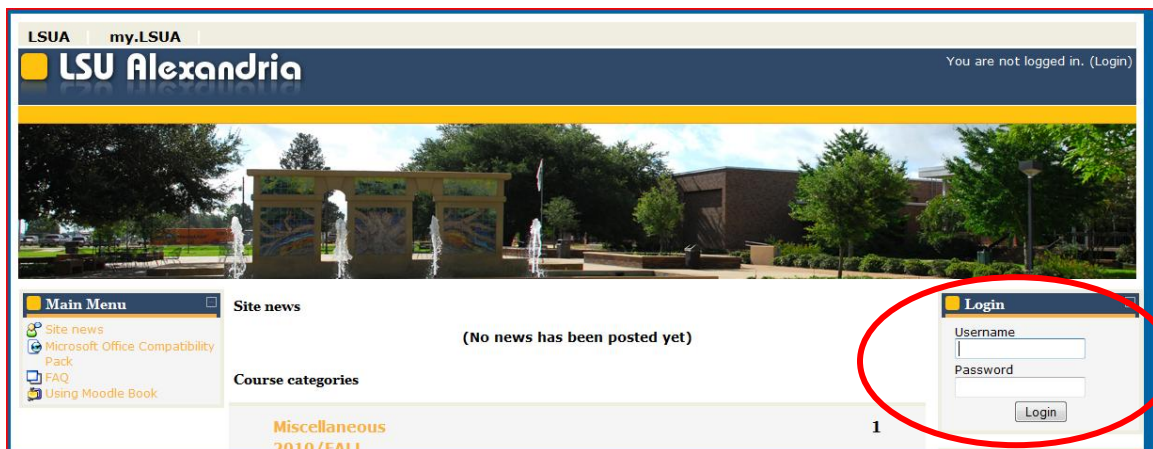 LSUA my.LSUA
LSU Alexandria
You are not logged in. (Login)
Main Menu
Site news
Microsoft Office Compatibility
Pack
FAQ
Using Moodle Book
Site news
(No news has been posted yet)
Course categories
Miscellaneous 1
2010/FALL
Login
Username
Password
Login